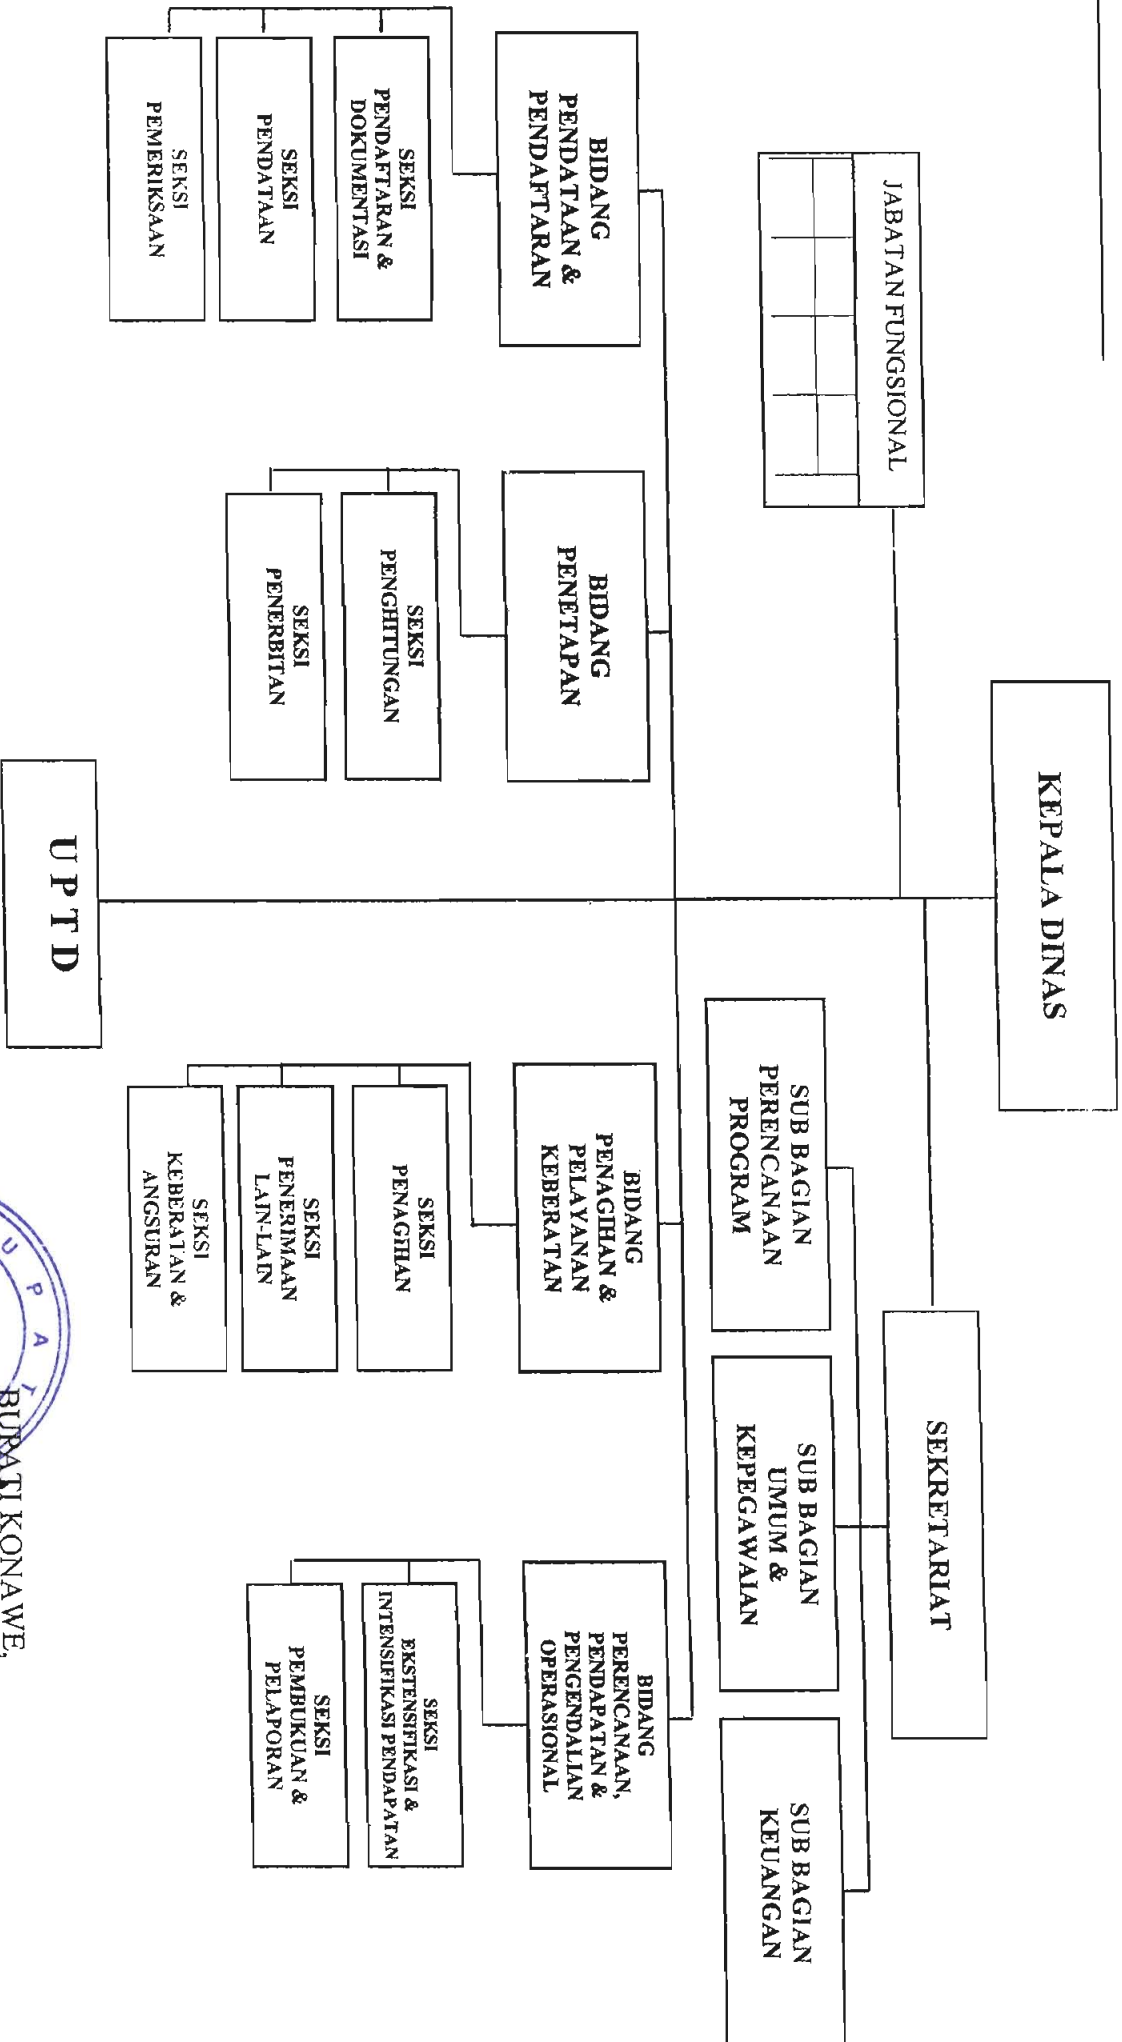 KEPALA DINAS
JABATAN FUNGSIONAL
SEKRETARIAT
SUB BAGIAN
PERENCANAAN
PROGRAM
SUB BAGIAN
UMUM &
KEPEGAWAIAN
SUB BAGIAN
KEUANGAN
BIDANG
PENDATAAN &
PENDAFTARAN
SEKSI
PENDAFTARAN &
DOKUMENTASI
SEKSI
PENDATAAN
SEKSI
PEMERIKSAAN
BIDANG
PENETAPAN
SEKSI
PENGHITUNGAN
SEKSI
PENERBITAN
BIDANG
PENAGIHAN &
PELAYANAN
KEBERATAN
SEKSI
PENAGIHAN
SEKSI
PENERIMAAN
LAIN-LAIN
SEKSI
KEBERATAN &
ANGSURAN
BIDANG
PERENCANAAN,
PENDAPATAN &
PENGENDALIAN
OPERASIONAL
SEKSI
EKSTENSIFIKASI &
INTENSIFIKASI PENDAPATAN
SEKSI
PEMBUKUAN &
PELAPORAN
U P T D
BUPATI KONAWE,
U P A T